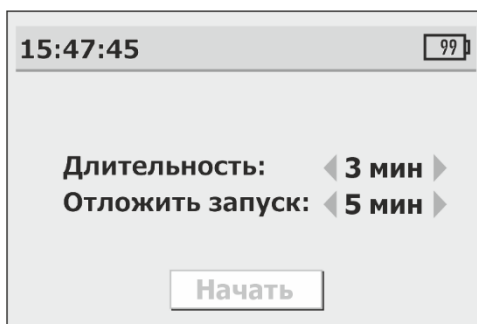 15:47:45 99
Длительность: 3 мин
Отложить запуск: 5 мин
Начать